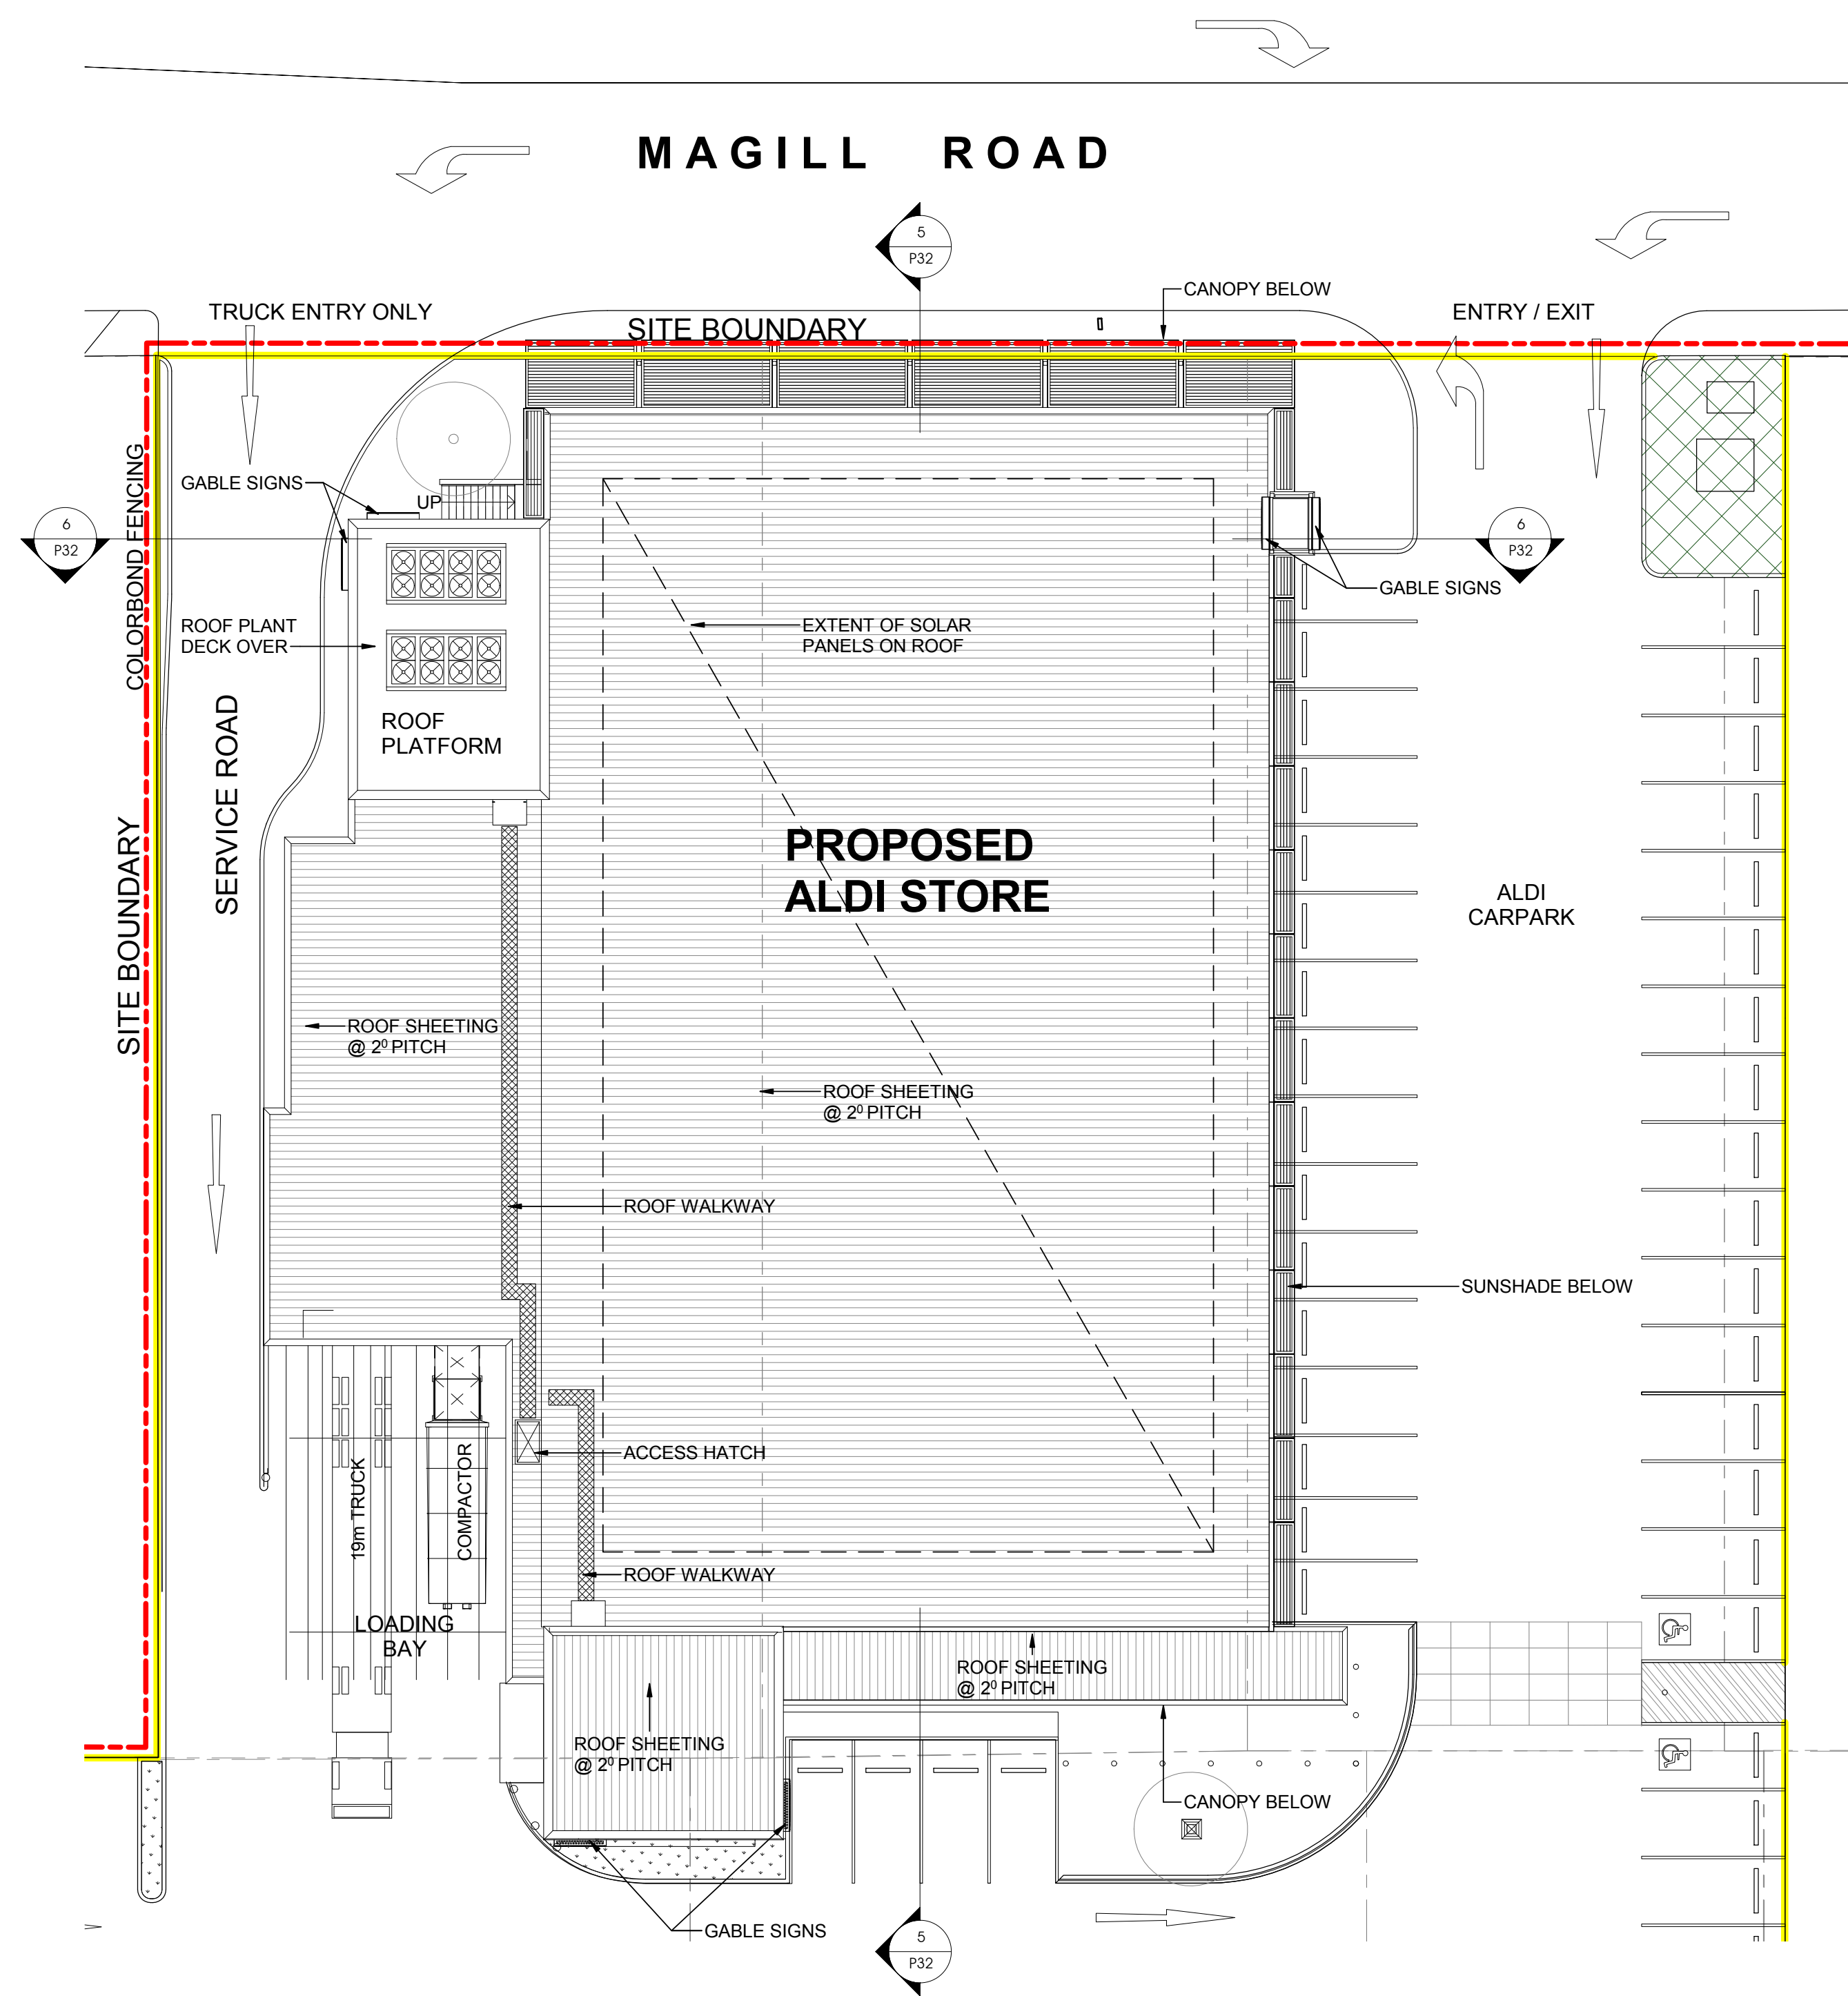 MAGILL ROAD
5
P32
CANOPY BELOW
TRUCK ENTRY ONLY
SITE BOUNDARY
ENTRY / EXIT
COLORBOND FENCING
GABLE SIGNS
UP
6
P32
6
P32
GABLE SIGNS
ROOF PLANT
DECK OVER
EXTENT OF SOLAR
PANELS ON ROOF
ROOF
PLATFORM
SERVICE ROAD
SITE BOUNDARY
PROPOSED
ALDI STORE
ALDI
CARPARK
ROOF SHEETING
@ 2⁰ PITCH
ROOF SHEETING
@ 2⁰ PITCH
ROOF WALKWAY
SUNSHADE BELOW
ACCESS HATCH
19m TRUCK
COMPACTOR
ROOF WALKWAY
LOADING
BAY
ROOF SHEETING
@ 2⁰ PITCH
ROOF SHEETING
@ 2⁰ PITCH
CANOPY BELOW
GABLE SIGNS
5
P32